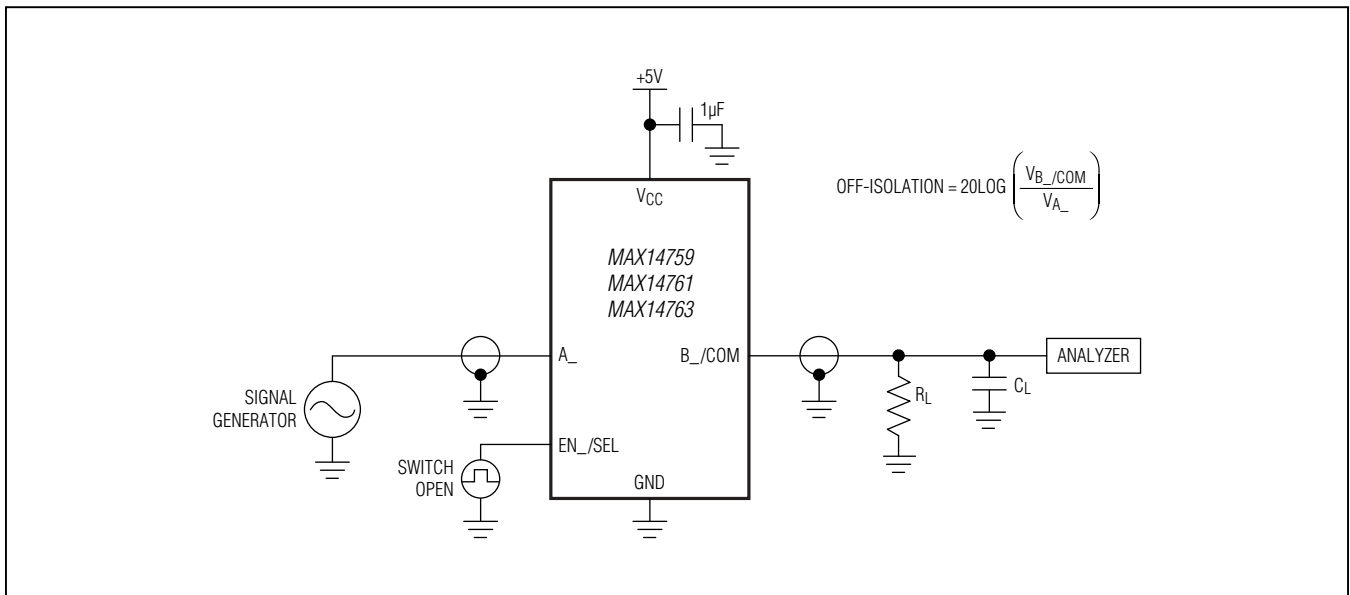 +5V
1µF
VCC
OFF-ISOLATION = 20LOG (VB_/COM / VA_)
MAX14759
MAX14761
MAX14763
A_
B_/COM
ANALYZER
SIGNAL
GENERATOR
RL
CL
EN_/SEL
SWITCH
OPEN
GND